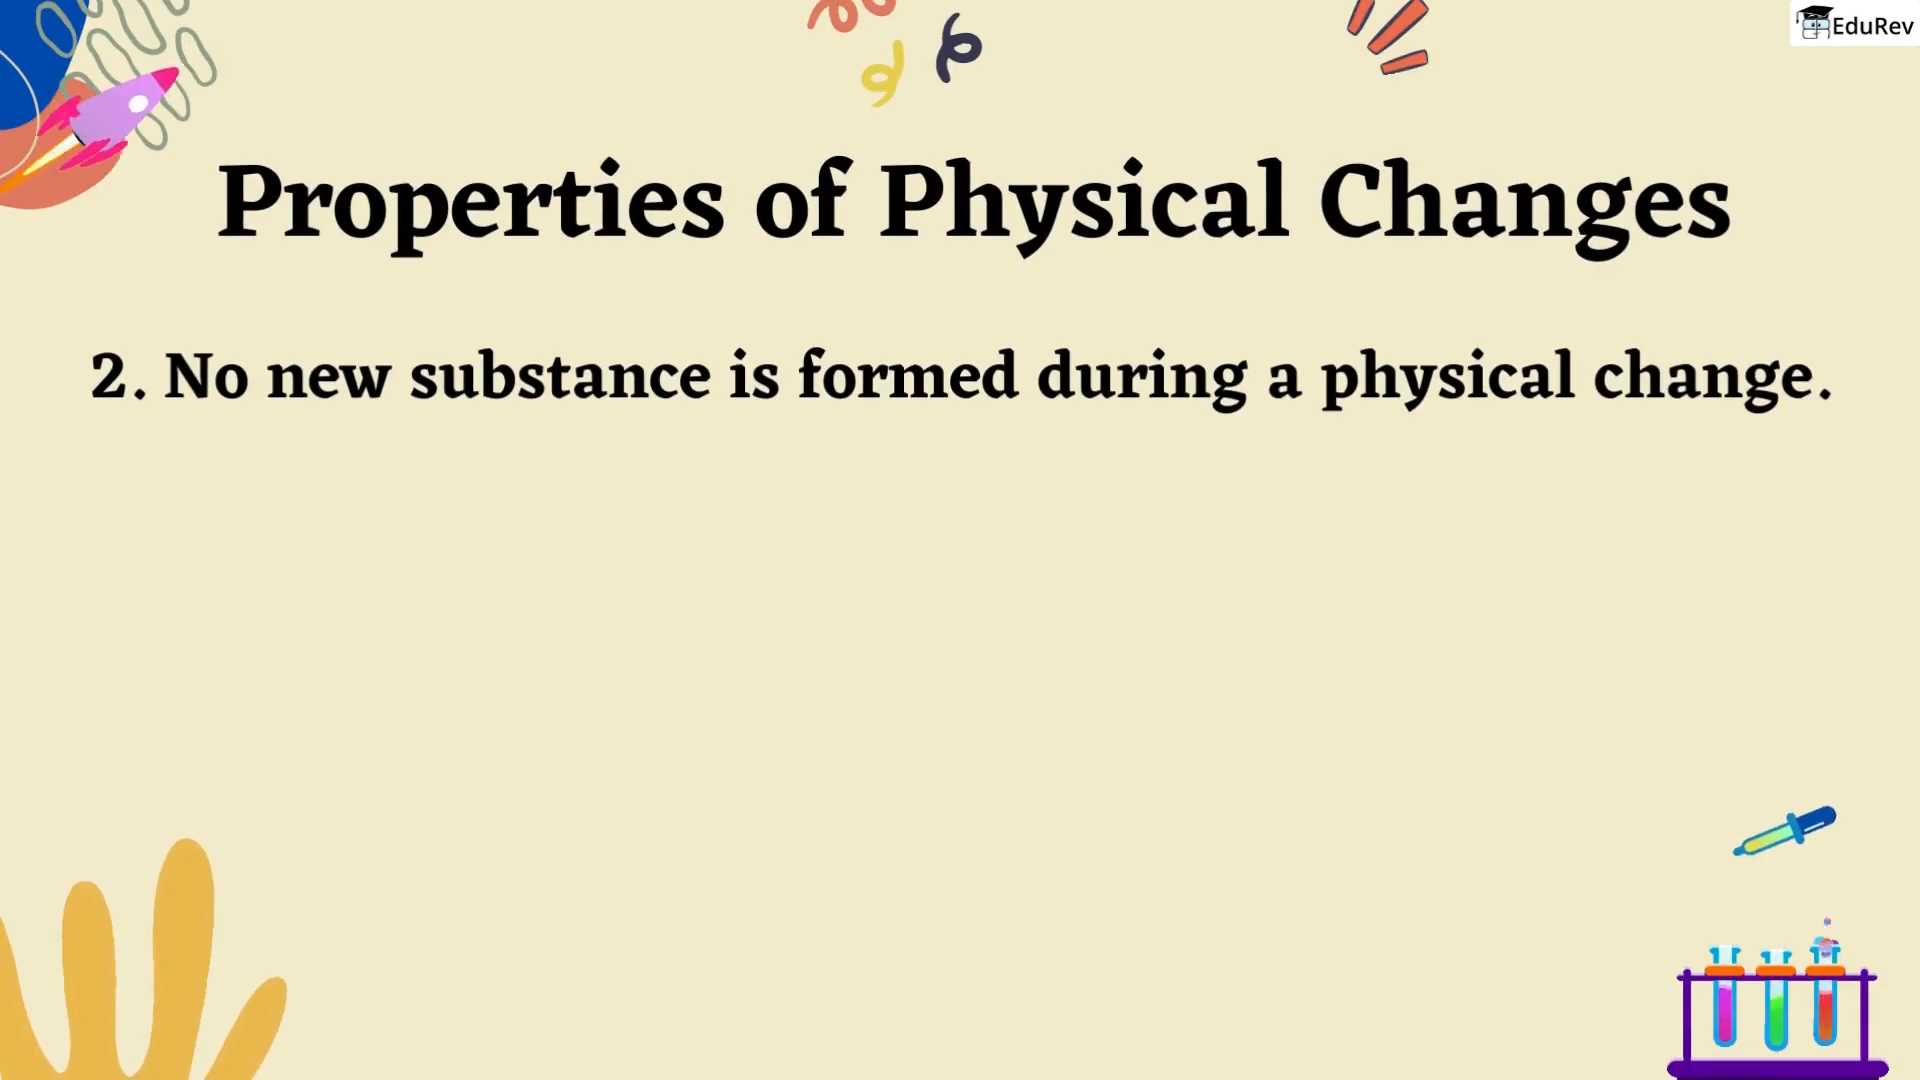 EduRev
Properties of Physical Changes
2. No new substance is formed during a physical change.